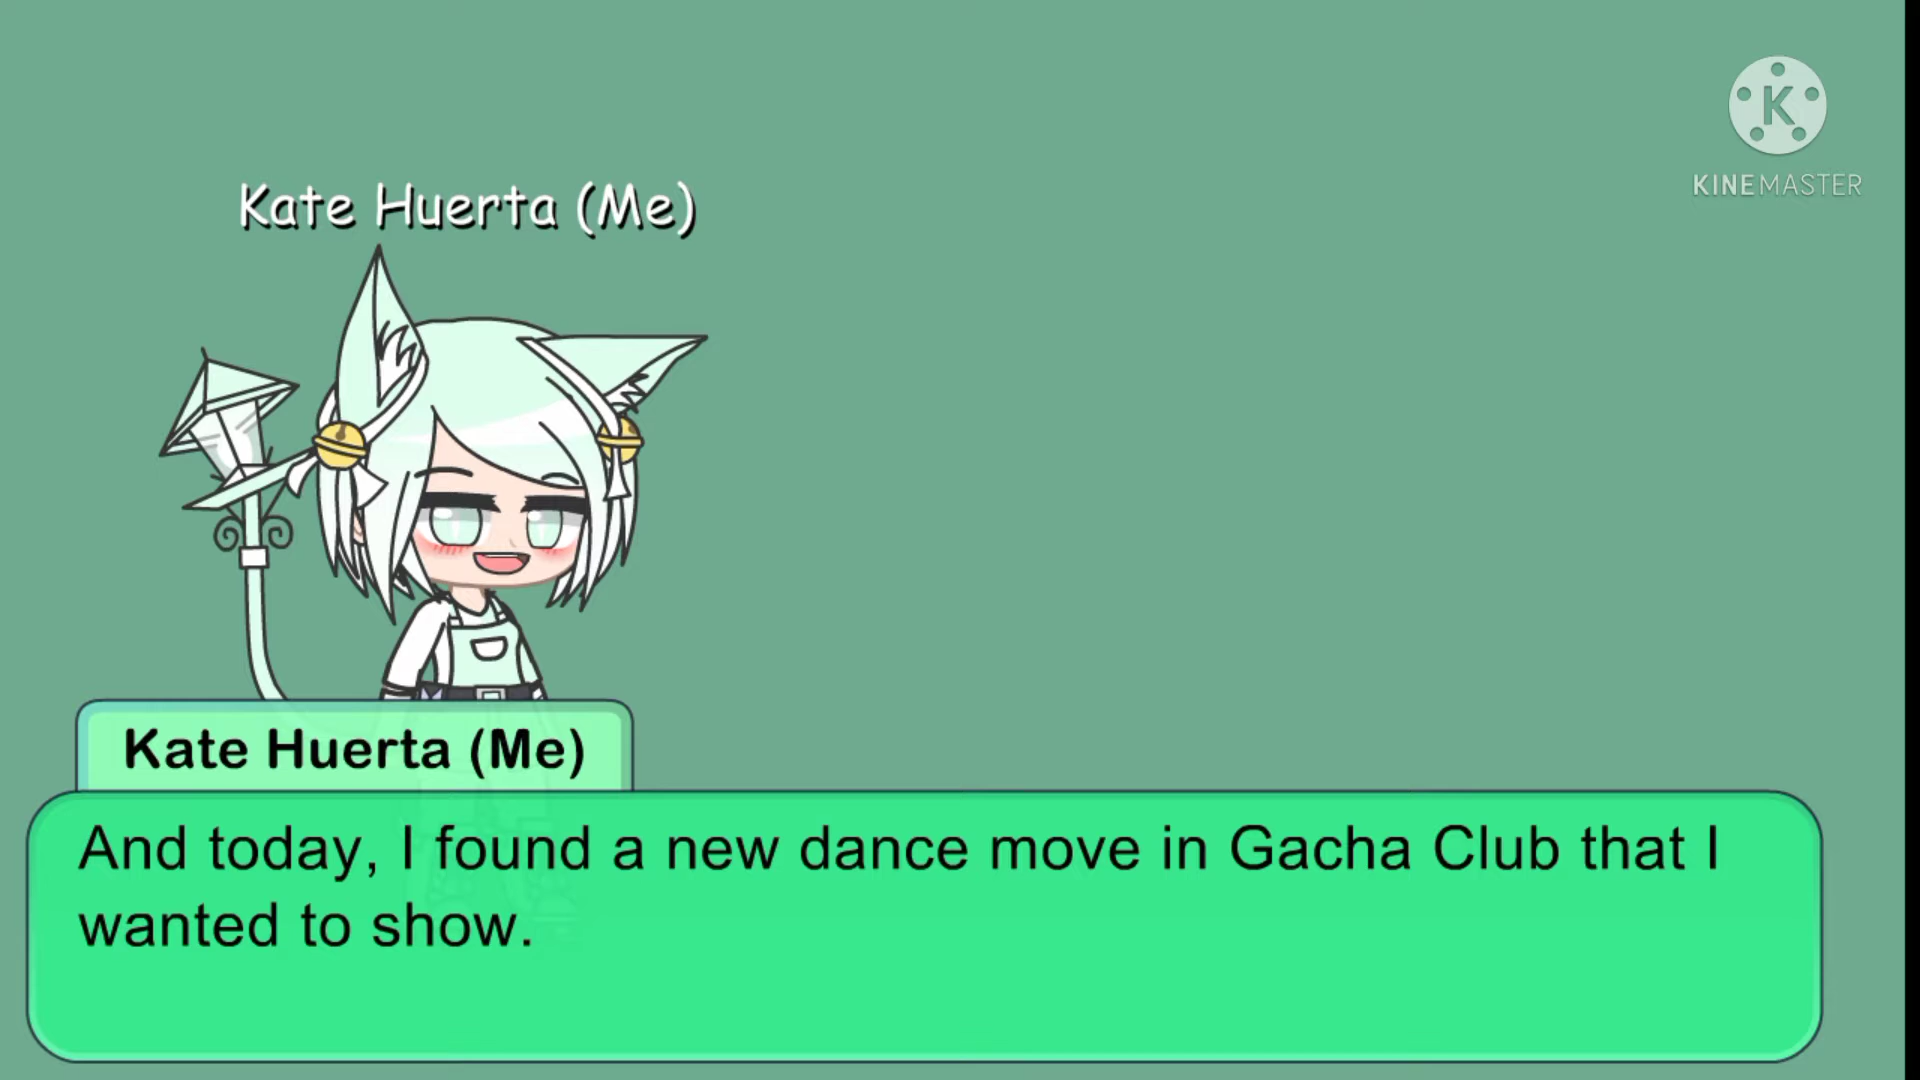 K
KINEMASTER
Kate Huerta (Me)
Kate Huerta (Me)
And today, I found a new dance move in Gacha Club that I
wanted to show.